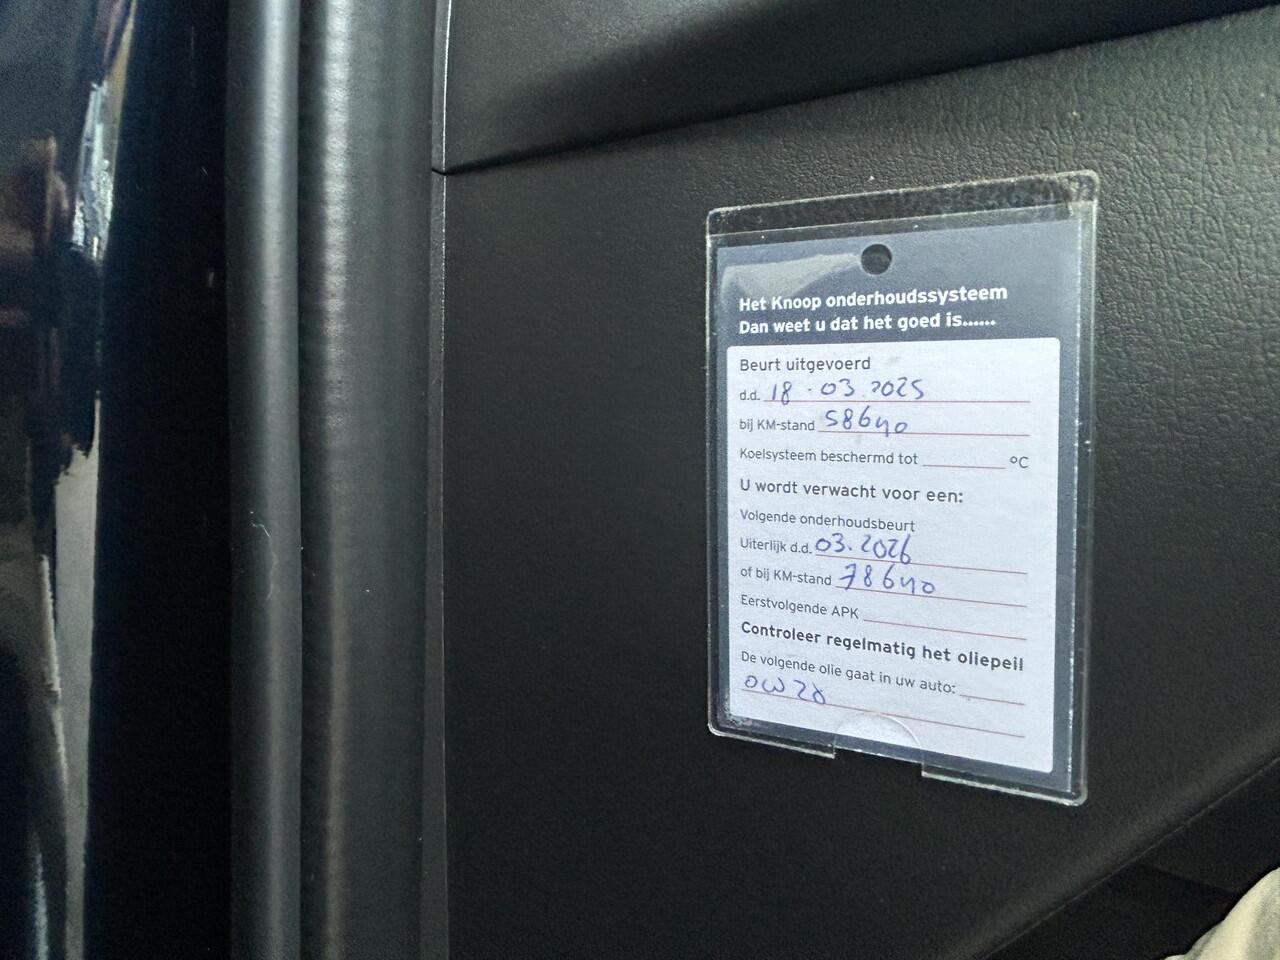 Het Knoop onderhoudssysteem
Dan weet u dat het goed is......
Beurt uitgevoerd
d.d. 18-03.2025
bij KM-stand 58640
Koelsysteem beschermd tot ________ °C
U wordt verwacht voor een:
Volgende onderhoudsbeurt
Uiterlijk d.d. 03.2026
of bij KM-stand 78640
Eerstvolgende APK
Controleer regelmatig het oliepeil
De volgende olie gaat in uw auto:
0W20